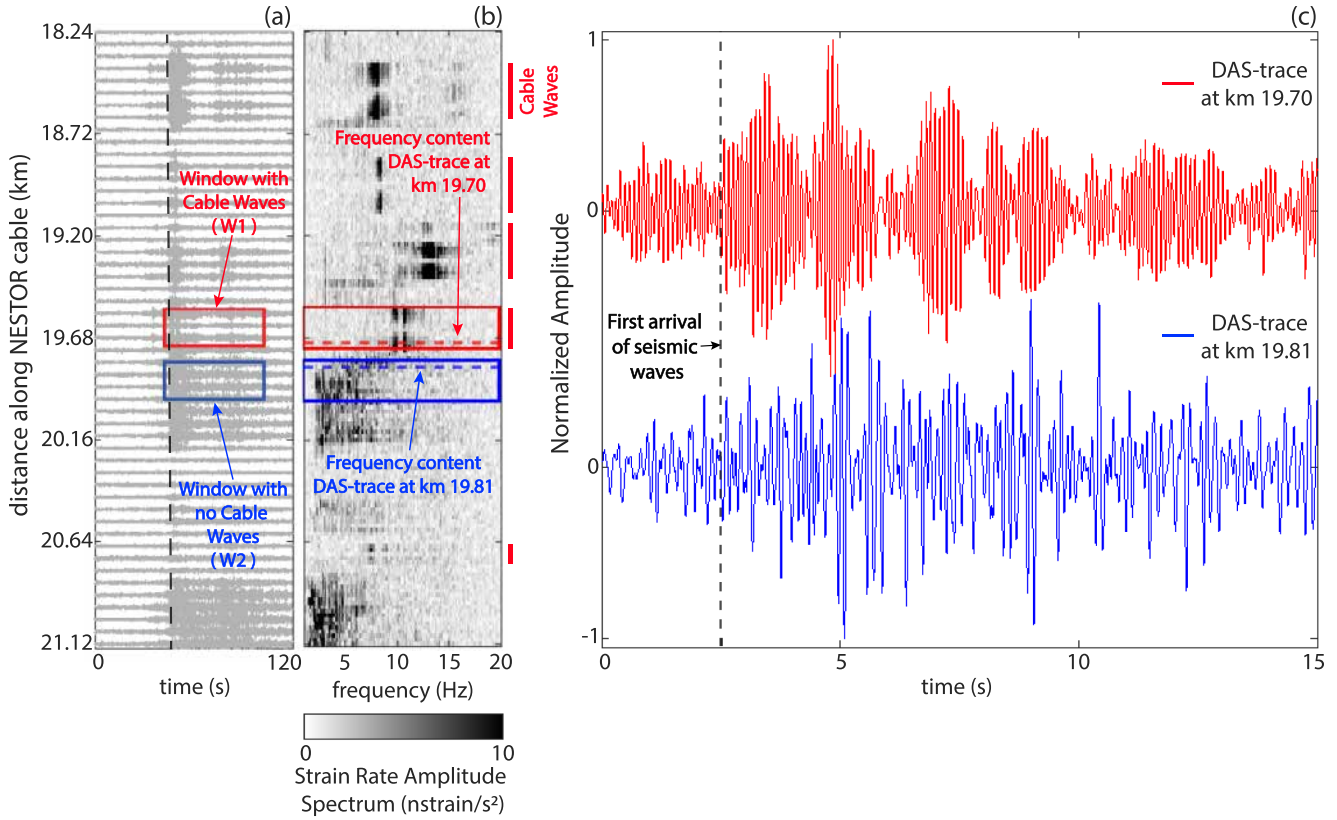 (a)
(b)
(c)
distance along NESTOR cable (km)
18.24
18.72
19.20
19.68
20.16
20.64
21.12
Window with
Cable Waves
( W1 )
Window with
no Cable
Waves
( W2 )
0
120
time (s)
Cable
Waves
Frequency content
DAS-trace at
km 19.70
Frequency content
DAS-trace at km 19.81
5
10
15
20
frequency (Hz)
0
10
Strain Rate Amplitude
Spectrum (nstrain/s²)
Normalized Amplitude
1
0
0
-1
DAS-trace
at km 19.70
First arrival
of seismic
waves
DAS-trace
at km 19.81
0
5
10
15
time (s)